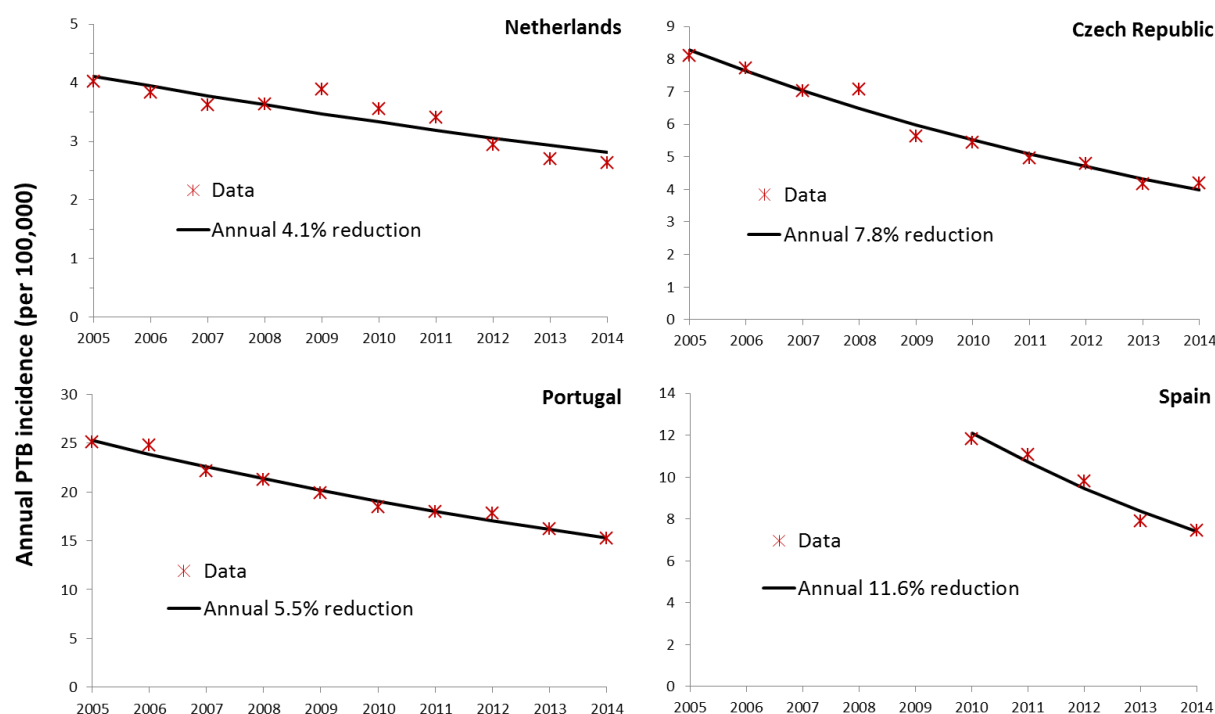 Annual PTB incidence (per 100,000)
Netherlands
5
4
3
2
1
0
Data
Annual 4.1% reduction
2005 2006 2007 2008 2009 2010 2011 2012 2013 2014
Czech Republic
9
8
7
6
5
4
3
2
1
0
Data
Annual 7.8% reduction
2005 2006 2007 2008 2009 2010 2011 2012 2013 2014
Portugal
30
25
20
15
10
5
0
Data
Annual 5.5% reduction
2005 2006 2007 2008 2009 2010 2011 2012 2013 2014
Spain
14
12
10
8
6
4
2
0
Data
Annual 11.6% reduction
2005 2006 2007 2008 2009 2010 2011 2012 2013 2014